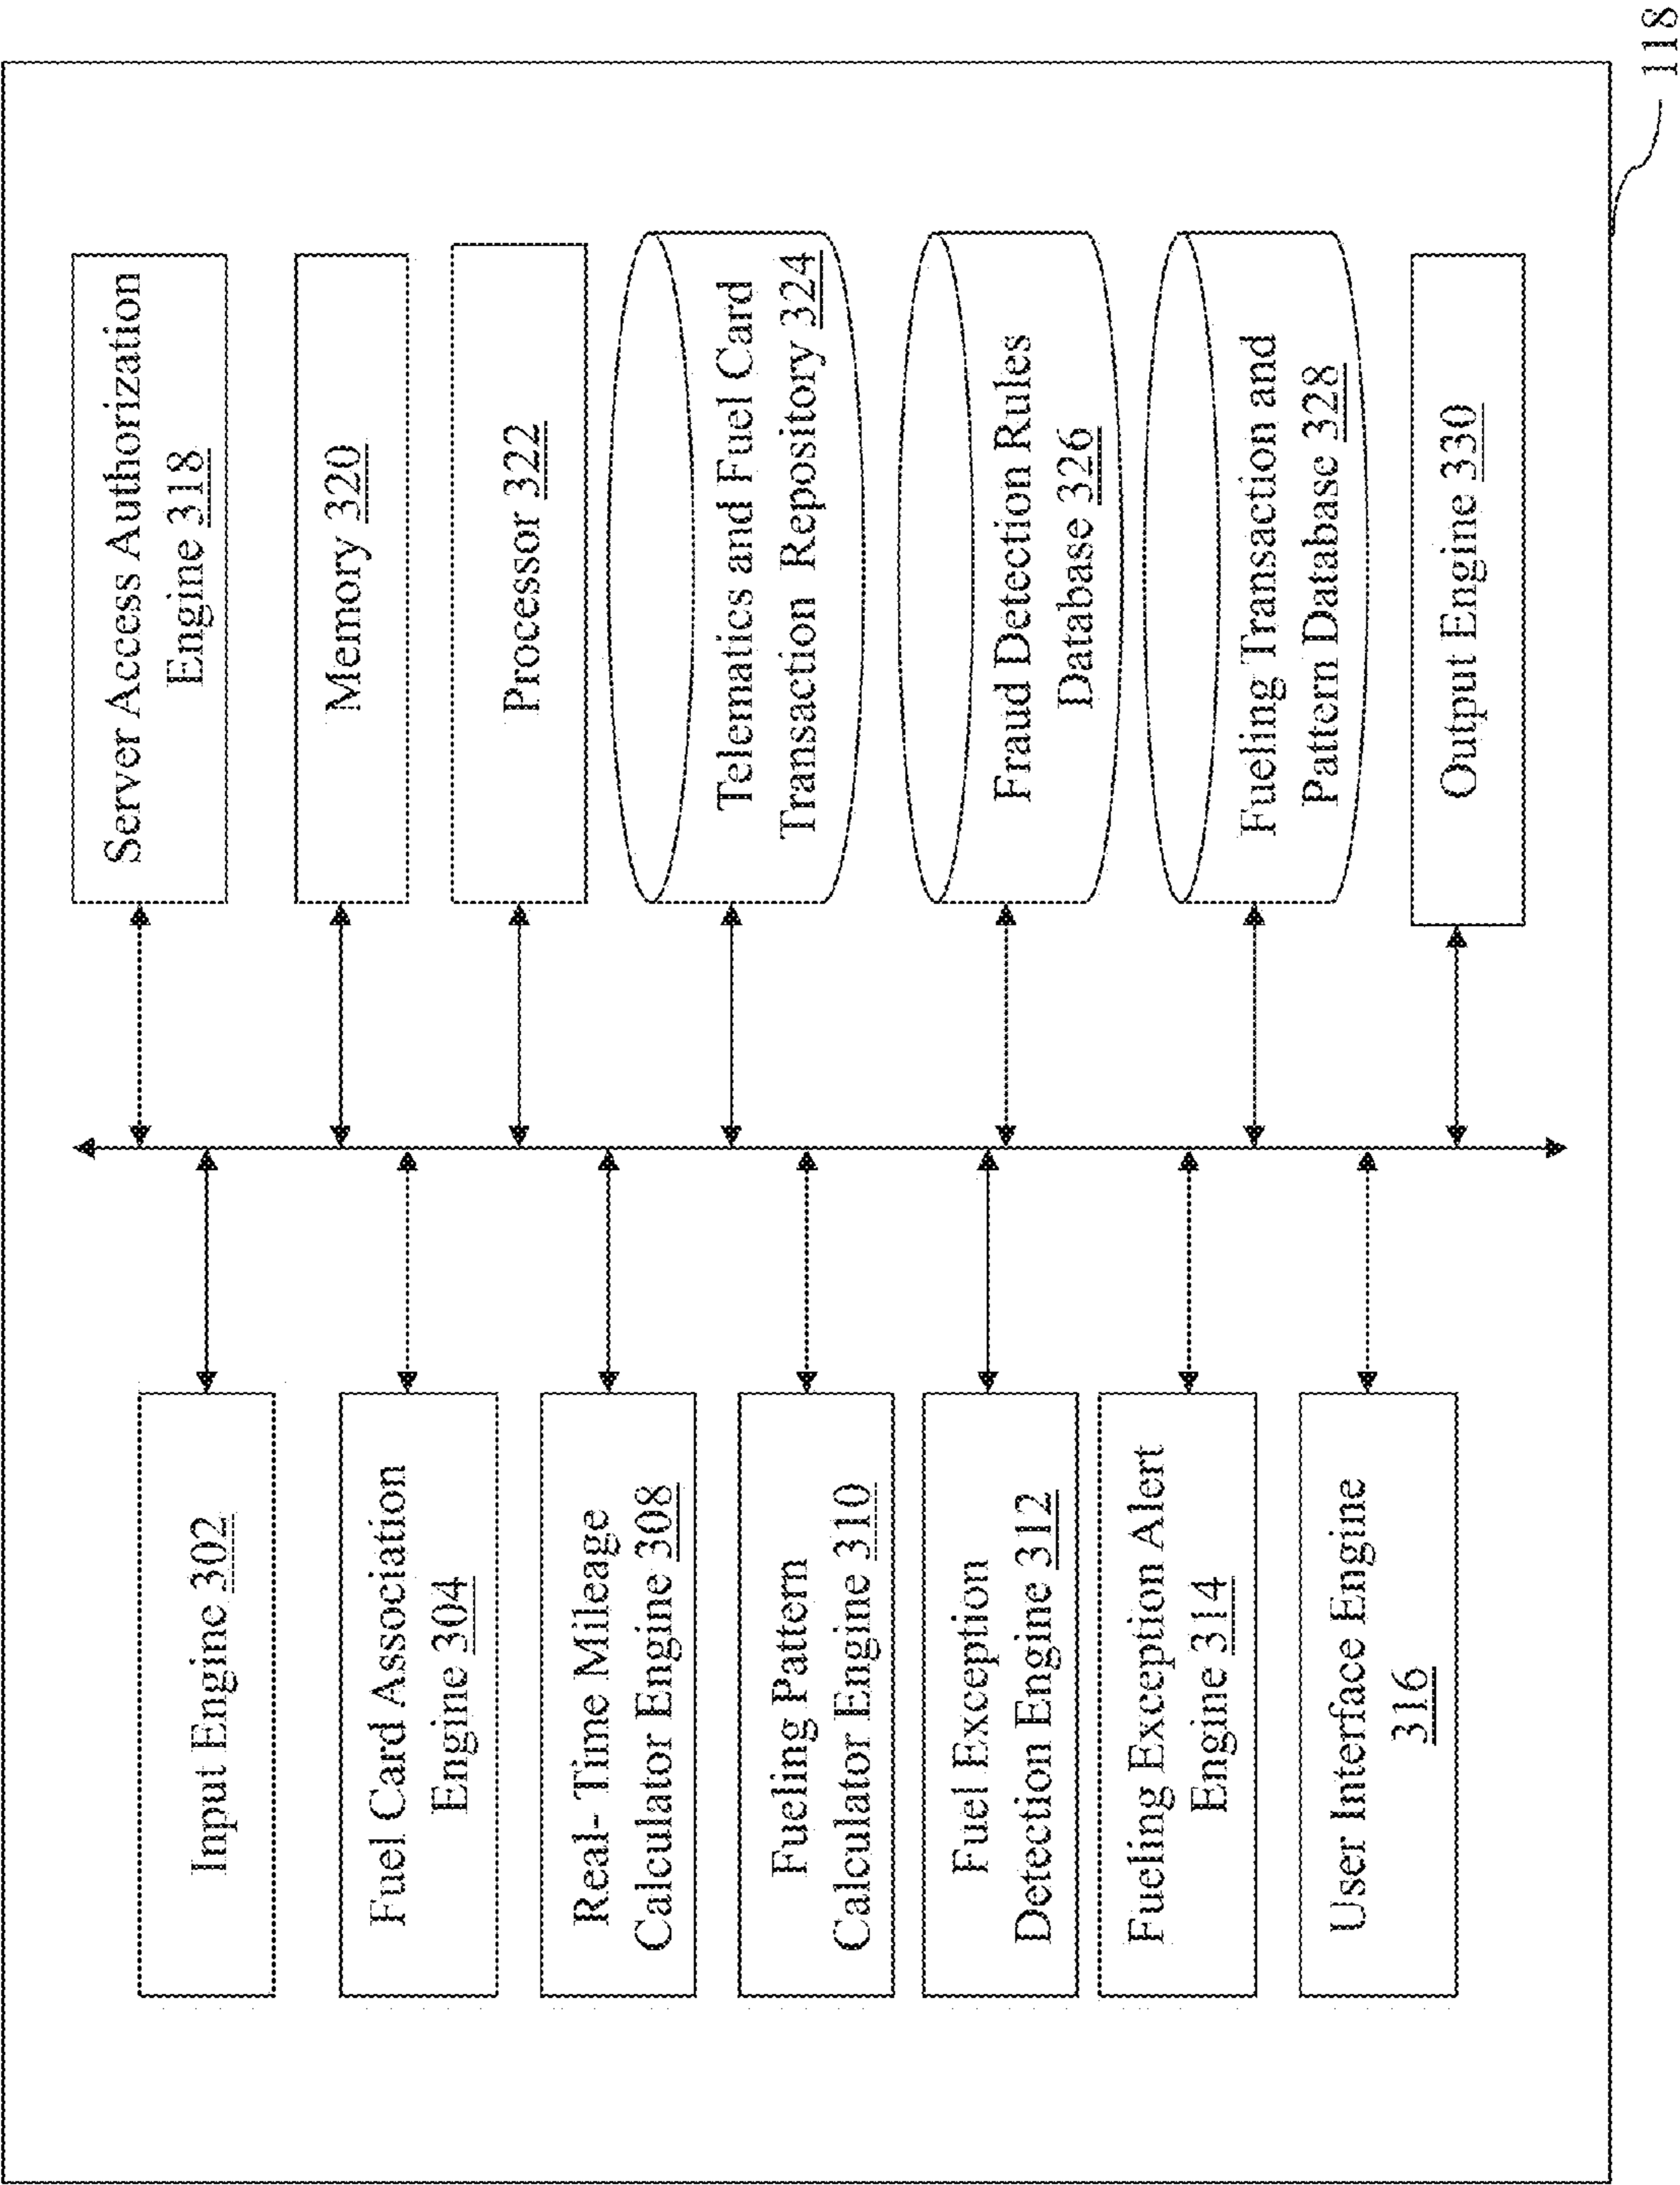 Input Engine 302
Fuel Card Association
Engine 304
Real- Time Mileage
Calculator Engine 308
Fueling Pattern
Calculator Engine 310
Fuel Exception
Detection Engine 312
Fueling Exception Alert
Engine 314
User Interface Engine
316
Server Access Authorization
Engine 318
Memory 320
Processor 322
Telematics and Fuel Card
Transaction Repository 324
Fraud Detection Rules
Database 326
Fueling Transaction and
Pattern Database 328
Output Engine 330
118